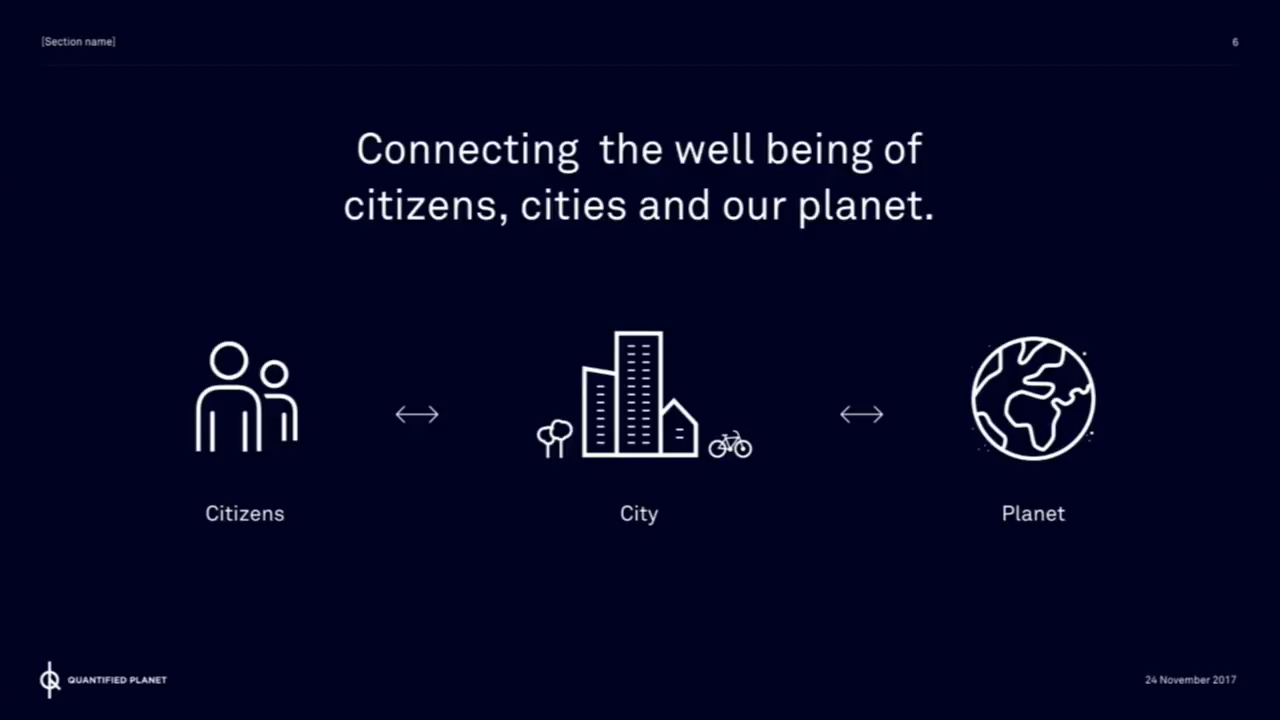 [Section name]
6
Connecting  the well being of
citizens, cities and our planet.
Citizens
City
Planet
QUANTIFIED PLANET
24 November 2017